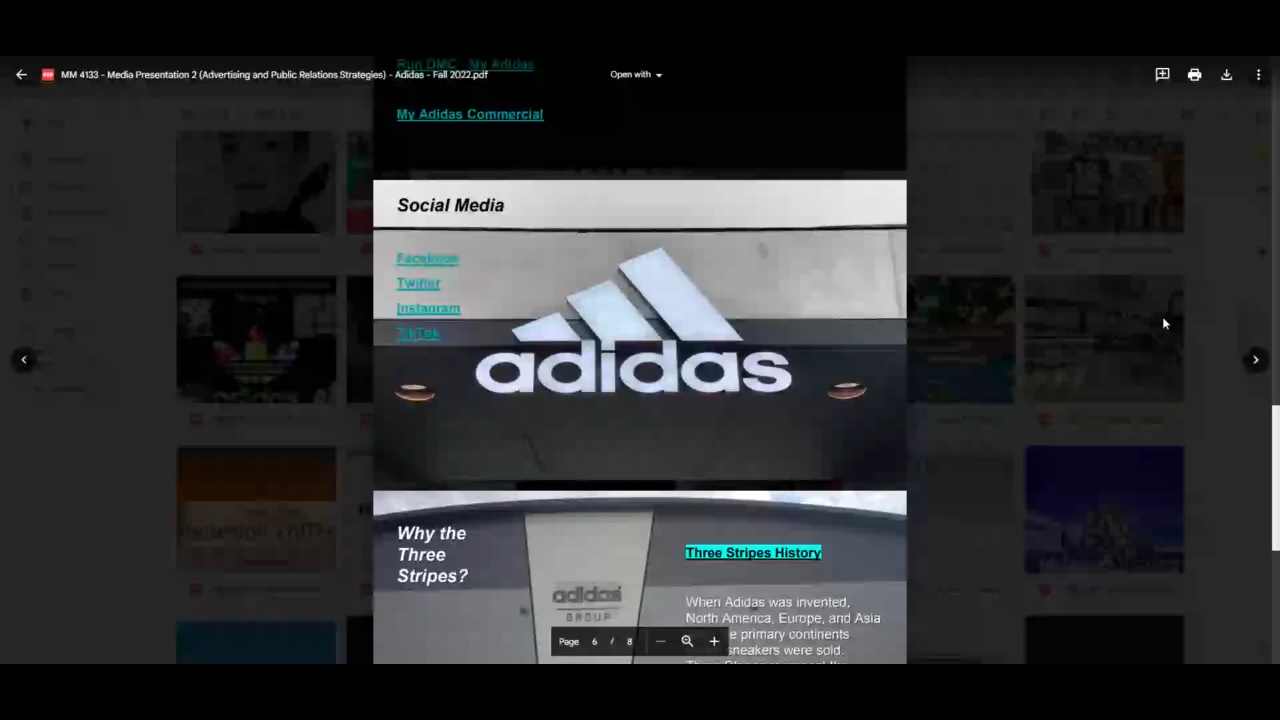 Run DMC - My Adidas
MM 4133 - Media Presentation 2 (Advertising and Public Relations Strategies) - Adidas - Fall 2022.pdf
Open with
My Adidas Commercial
Social Media
Facebook
Twitter
Instagram
TikTok
adidas
Why the
Three
Stripes?
Three Stripes History
adidas
GROUP
When Adidas was invented,
North America, Europe, and Asia
primary continents
sneakers were sold.
Page 6 / 8